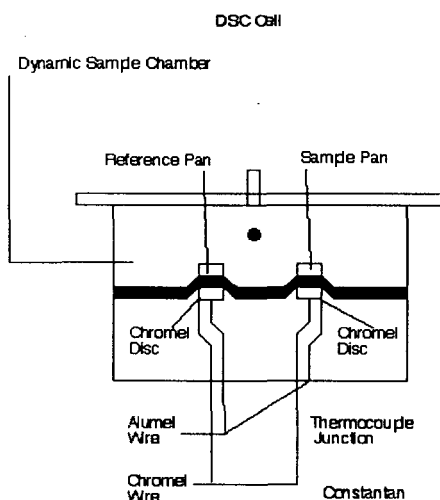 DSC Cell
Dynamic Sample Chamber
Reference Pan
Sample Pan
Chromel
Disc
Chromel
Disc
Alumel
Wire
Thermocouple
Junction
Chromel
Wire
Constantan